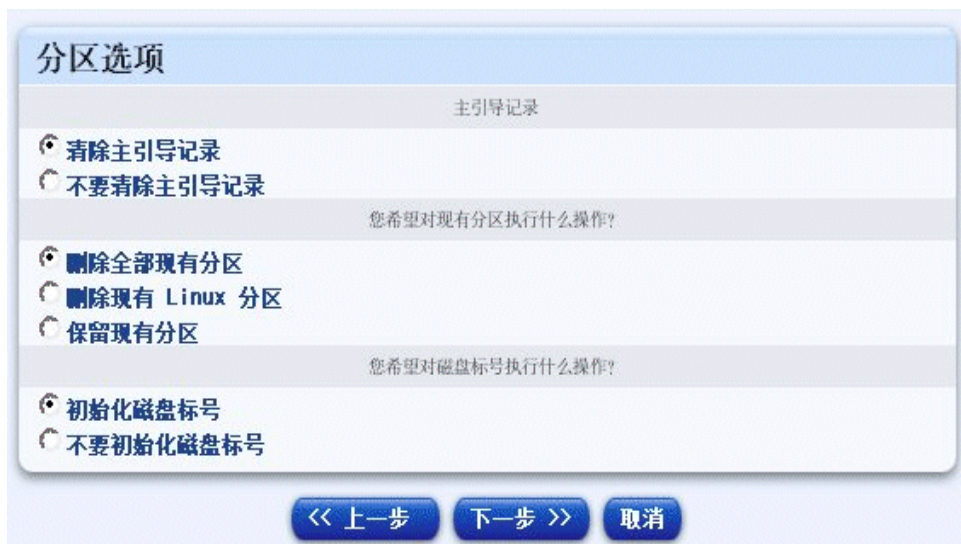 分区选项
主引导记录
清除主引导记录
不要清除主引导记录
您希望对现有分区执行什么操作?
删除全部现有分区
删除现有 Linux 分区
保留现有分区
您希望对磁盘标号执行什么操作?
初始化磁盘标号
不要初始化磁盘标号
<< 上一步 下一步 >> 取消